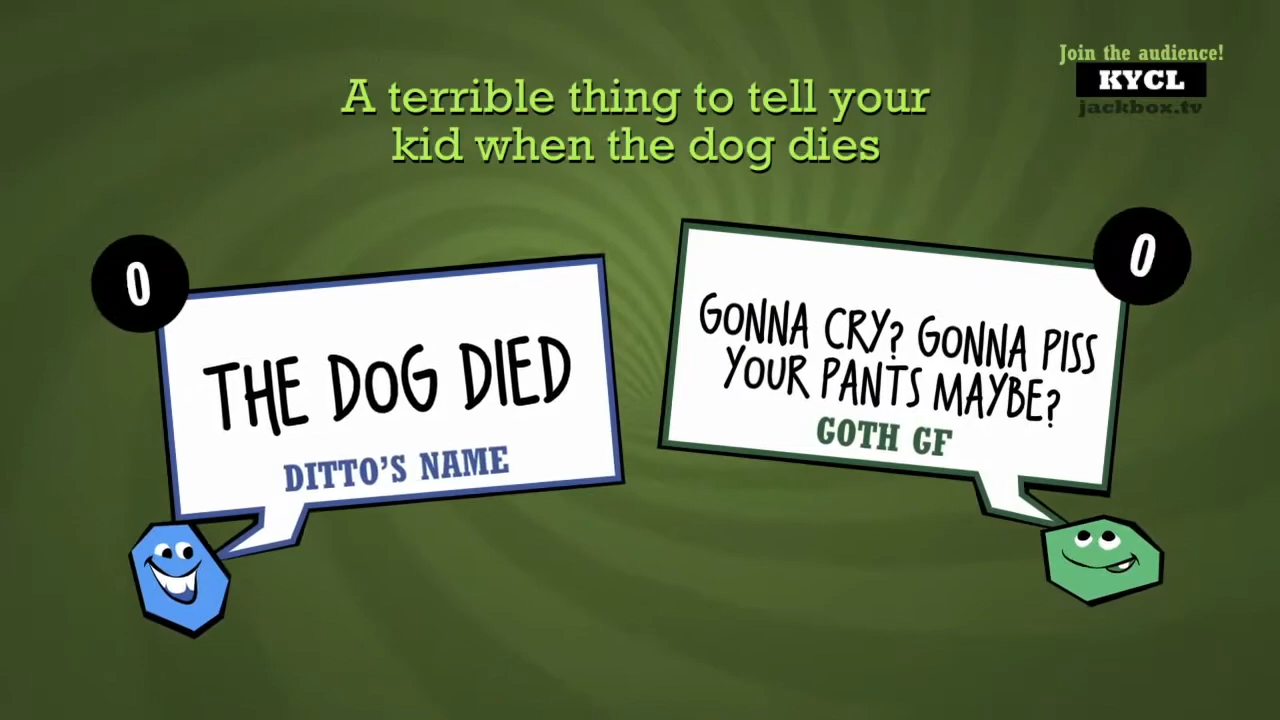 Join the audience!
KYCL
jackbox.tv
A terrible thing to tell your
kid when the dog dies
0
THE DOG DIED
DITTO'S NAME
0
GONNA CRY? GONNA PISS
YOUR PANTS MAYBE?
GOTH GF